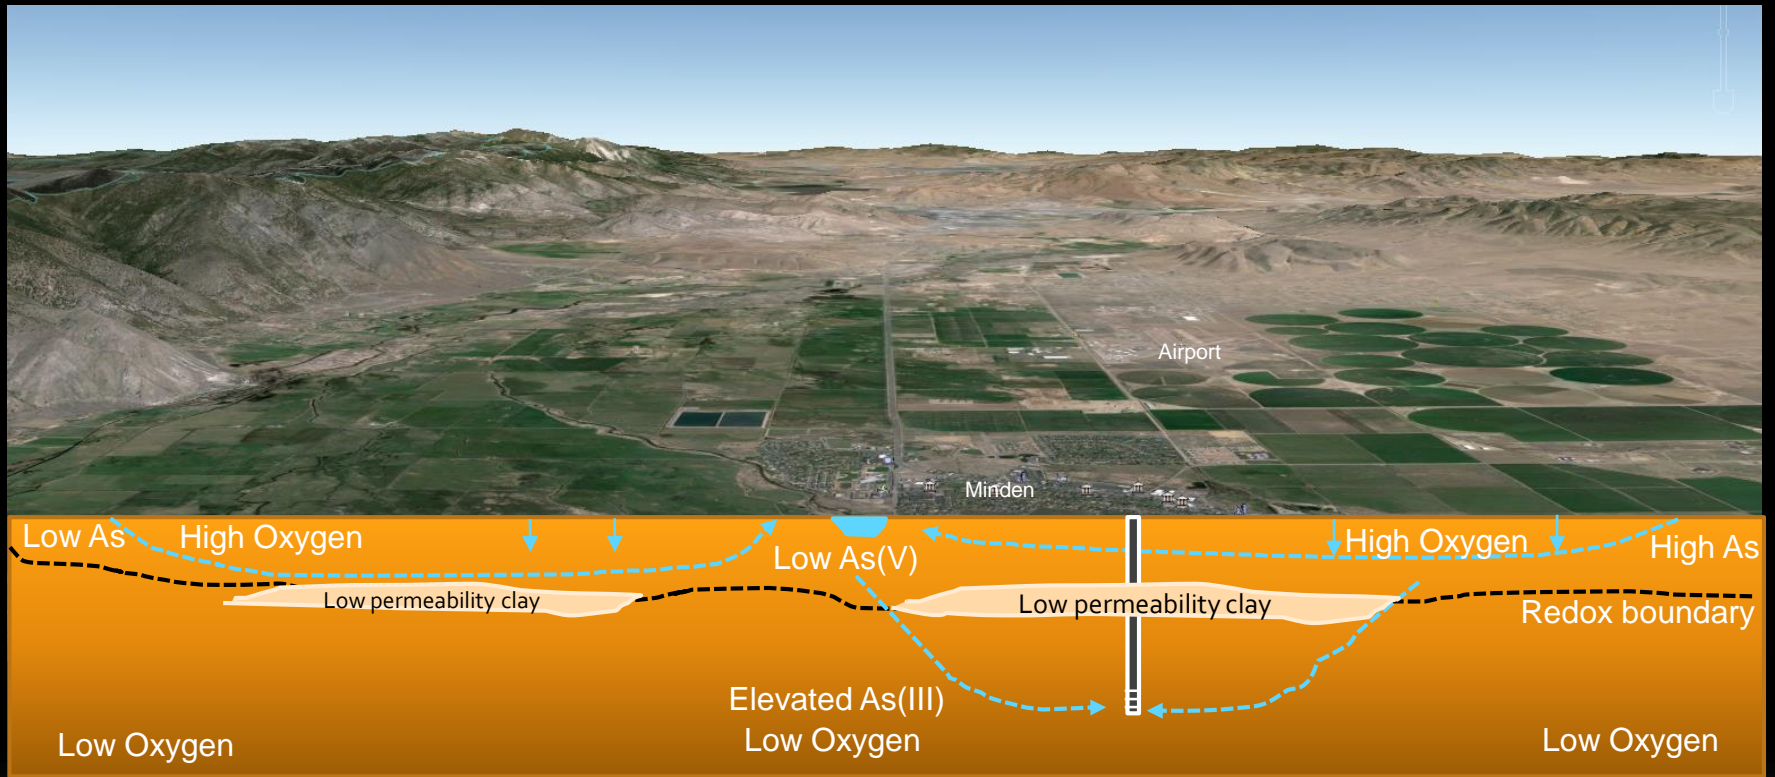 Airport
Minden
Low As
High Oxygen
Low As(V)
High Oxygen
High As
Low permeability clay
Low permeability clay
Redox boundary
Elevated As(III)
Low Oxygen
Low Oxygen
Low Oxygen